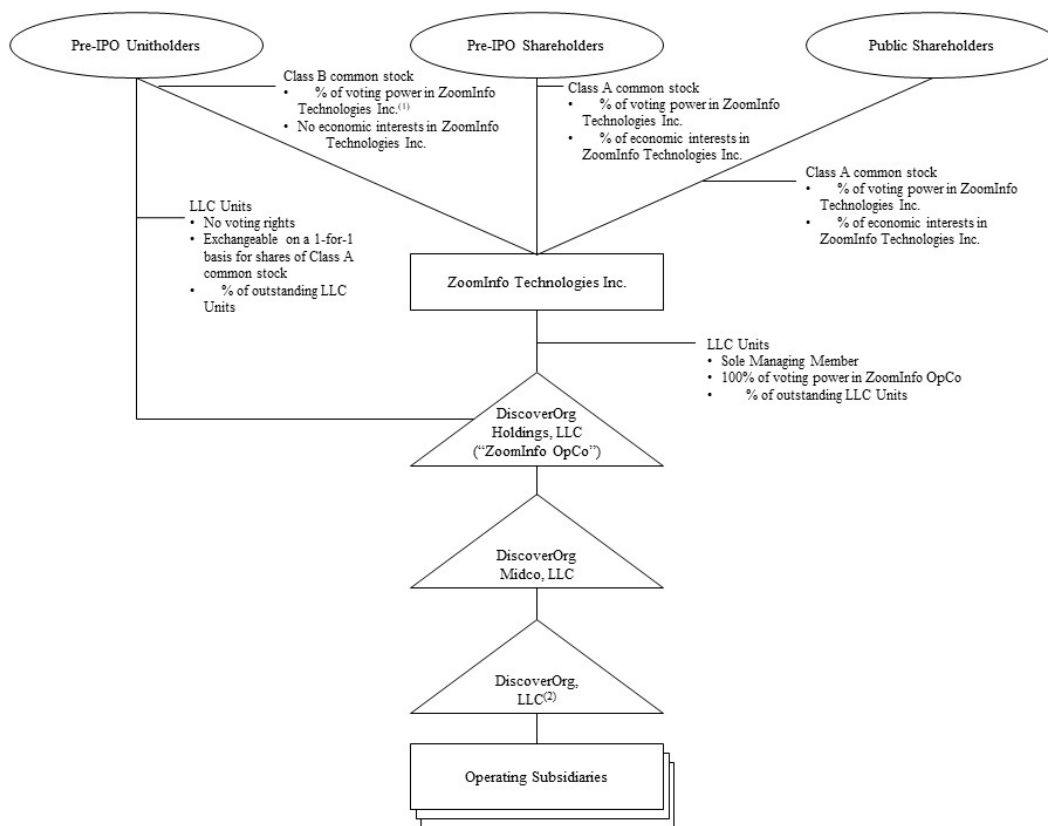 Pre-IPO Unitholders
Pre-IPO Shareholders
Public Shareholders
Class B common stock
• % of voting power in ZoomInfo
Technologies Inc.(1)
• No economic interests in ZoomInfo
Technologies Inc.
Class A common stock
• % of voting power in ZoomInfo
Technologies Inc.
• % of economic interests in
ZoomInfo Technologies Inc.
Class A common stock
• % of voting power in ZoomInfo
Technologies Inc.
• % of economic interests in
ZoomInfo Technologies Inc.
LLC Units
• No voting rights
• Exchangeable on a 1-for-1
basis for shares of Class A
common stock
• % of outstanding LLC
Units
ZoomInfo Technologies Inc.
LLC Units
• Sole Managing Member
• 100% of voting power in ZoomInfo OpCo
• % of outstanding LLC Units
DiscoverOrg
Holdings, LLC
(“ZoomInfo OpCo”)
DiscoverOrg
Midco, LLC
DiscoverOrg,
LLC(2)
Operating Subsidiaries